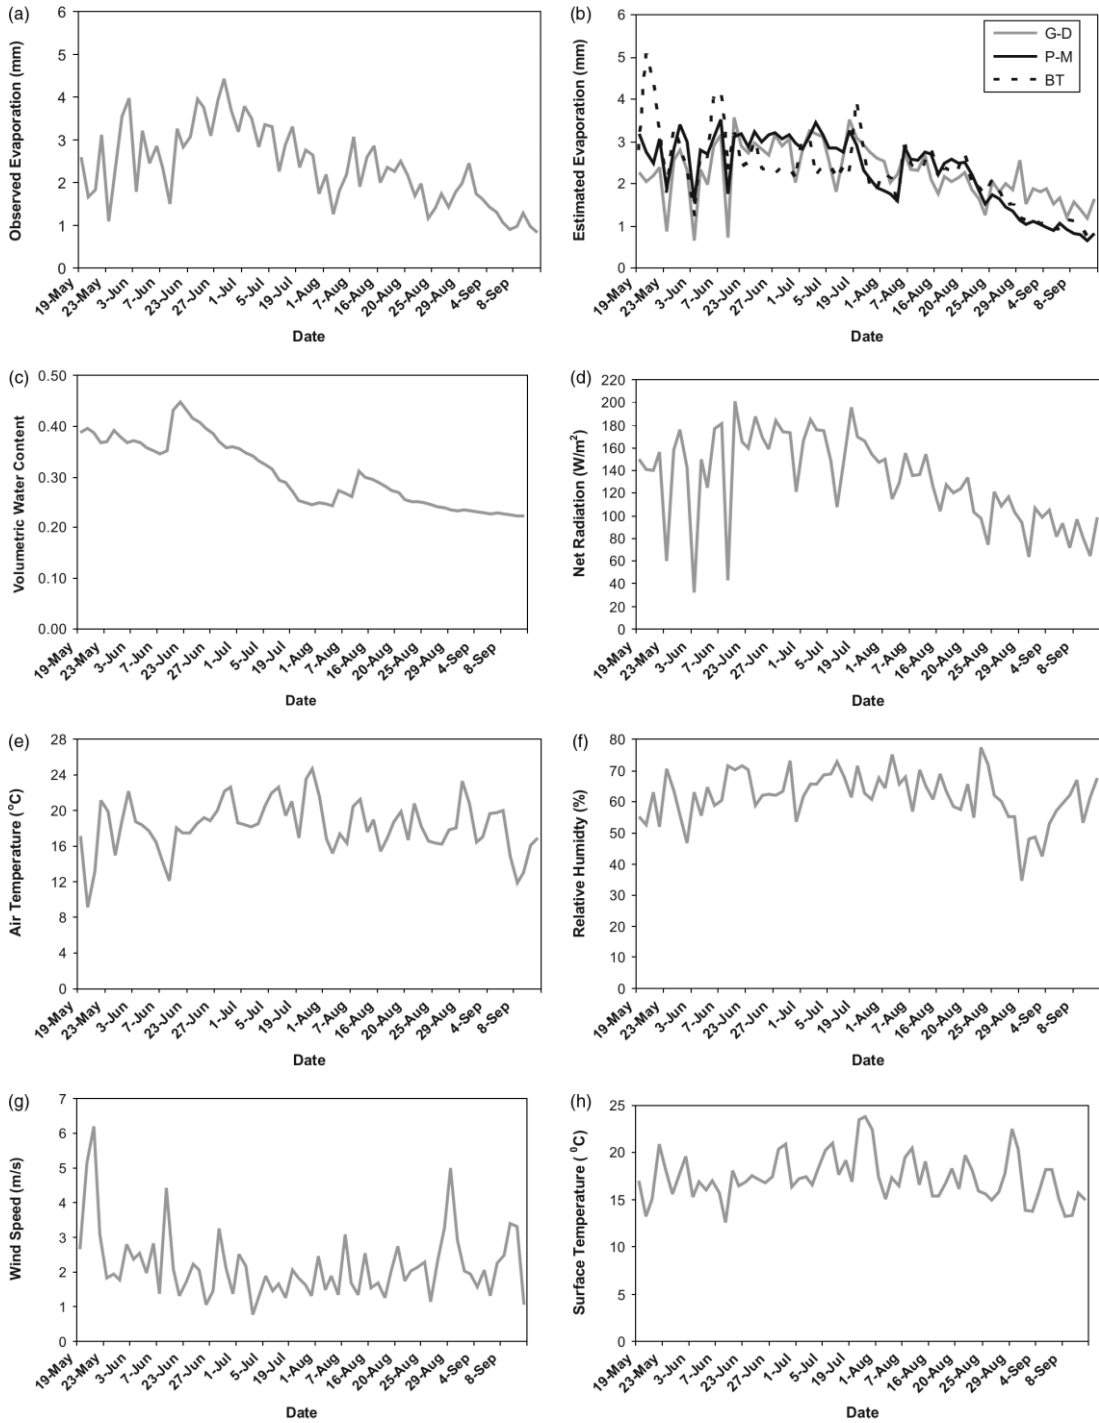 (a)
6
5
4
3
2
1
0
Observed Evaporation (mm)
19-May
23-May
3-Jun
7-Jun
23-Jun
27-Jun
1-Jul
5-Jul
19-Jul
1-Aug
7-Aug
16-Aug
20-Aug
25-Aug
29-Aug
4-Sep
8-Sep
Date
(b)
6
5
4
3
2
1
0
Estimated Evaporation (mm)
G-D
P-M
BT
19-May
23-May
3-Jun
7-Jun
23-Jun
27-Jun
1-Jul
5-Jul
19-Jul
1-Aug
7-Aug
16-Aug
20-Aug
25-Aug
29-Aug
4-Sep
8-Sep
Date
(c)
0.50
0.40
0.30
0.20
0.10
0.00
Volumetric Water Content
19-May
23-May
3-Jun
7-Jun
23-Jun
27-Jun
1-Jul
5-Jul
19-Jul
1-Aug
7-Aug
16-Aug
20-Aug
25-Aug
29-Aug
4-Sep
8-Sep
Date
(d)
220
200
180
160
140
120
100
80
60
40
20
0
Net Radiation (W/m²)
19-May
23-May
3-Jun
7-Jun
23-Jun
27-Jun
1-Jul
5-Jul
19-Jul
1-Aug
7-Aug
16-Aug
20-Aug
25-Aug
29-Aug
4-Sep
8-Sep
Date
(e)
28
24
20
16
12
8
4
0
Air Temperature (°C)
19-May
23-May
3-Jun
7-Jun
23-Jun
27-Jun
1-Jul
5-Jul
19-Jul
1-Aug
7-Aug
16-Aug
20-Aug
25-Aug
29-Aug
4-Sep
8-Sep
Date
(f)
80
70
60
50
40
30
20
10
0
Relative Humidity (%)
19-May
23-May
3-Jun
7-Jun
23-Jun
27-Jun
1-Jul
5-Jul
19-Jul
1-Aug
7-Aug
16-Aug
20-Aug
25-Aug
29-Aug
4-Sep
8-Sep
Date
(g)
7
6
5
4
3
2
1
0
Wind Speed (m/s)
19-May
23-May
3-Jun
7-Jun
23-Jun
27-Jun
1-Jul
5-Jul
19-Jul
1-Aug
7-Aug
16-Aug
20-Aug
25-Aug
29-Aug
4-Sep
8-Sep
Date
(h)
25
20
15
10
5
0
Surface Temperature (⁰C)
19-May
23-May
3-Jun
7-Jun
23-Jun
27-Jun
1-Jul
5-Jul
19-Jul
1-Aug
7-Aug
16-Aug
20-Aug
25-Aug
29-Aug
4-Sep
8-Sep
Date